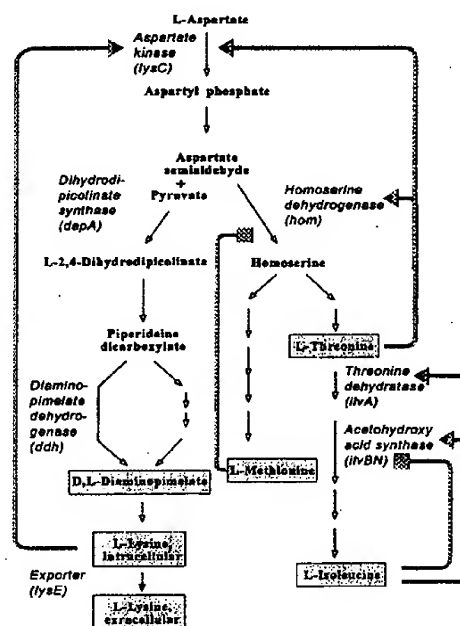 L-Aspartate
Aspartate
kinase
(lysC)
Aspartyl phosphate
Aspartate
semialdehyde
+
Pyruvate
Dihydrodi-
picolinate
synthase
(dapA)
Homoserine
dehydrogenase
(hom)
L-2,4-Dihydrodipicolinate
Homoserine
Piperideine
dicarboxylate
L-Threonine
Diamino-
pimelate
dehydro-
genase
(ddh)
Threonine
dehydratase
(ilvA)
Acetohydroxy
acid synthase
(ilvBN)
D,L-Diaminopimelate
L-Methionine
L-Lysine,
intracellular
L-Isoleucine
Exporter
(lysE)
L-Lysine,
exracellular